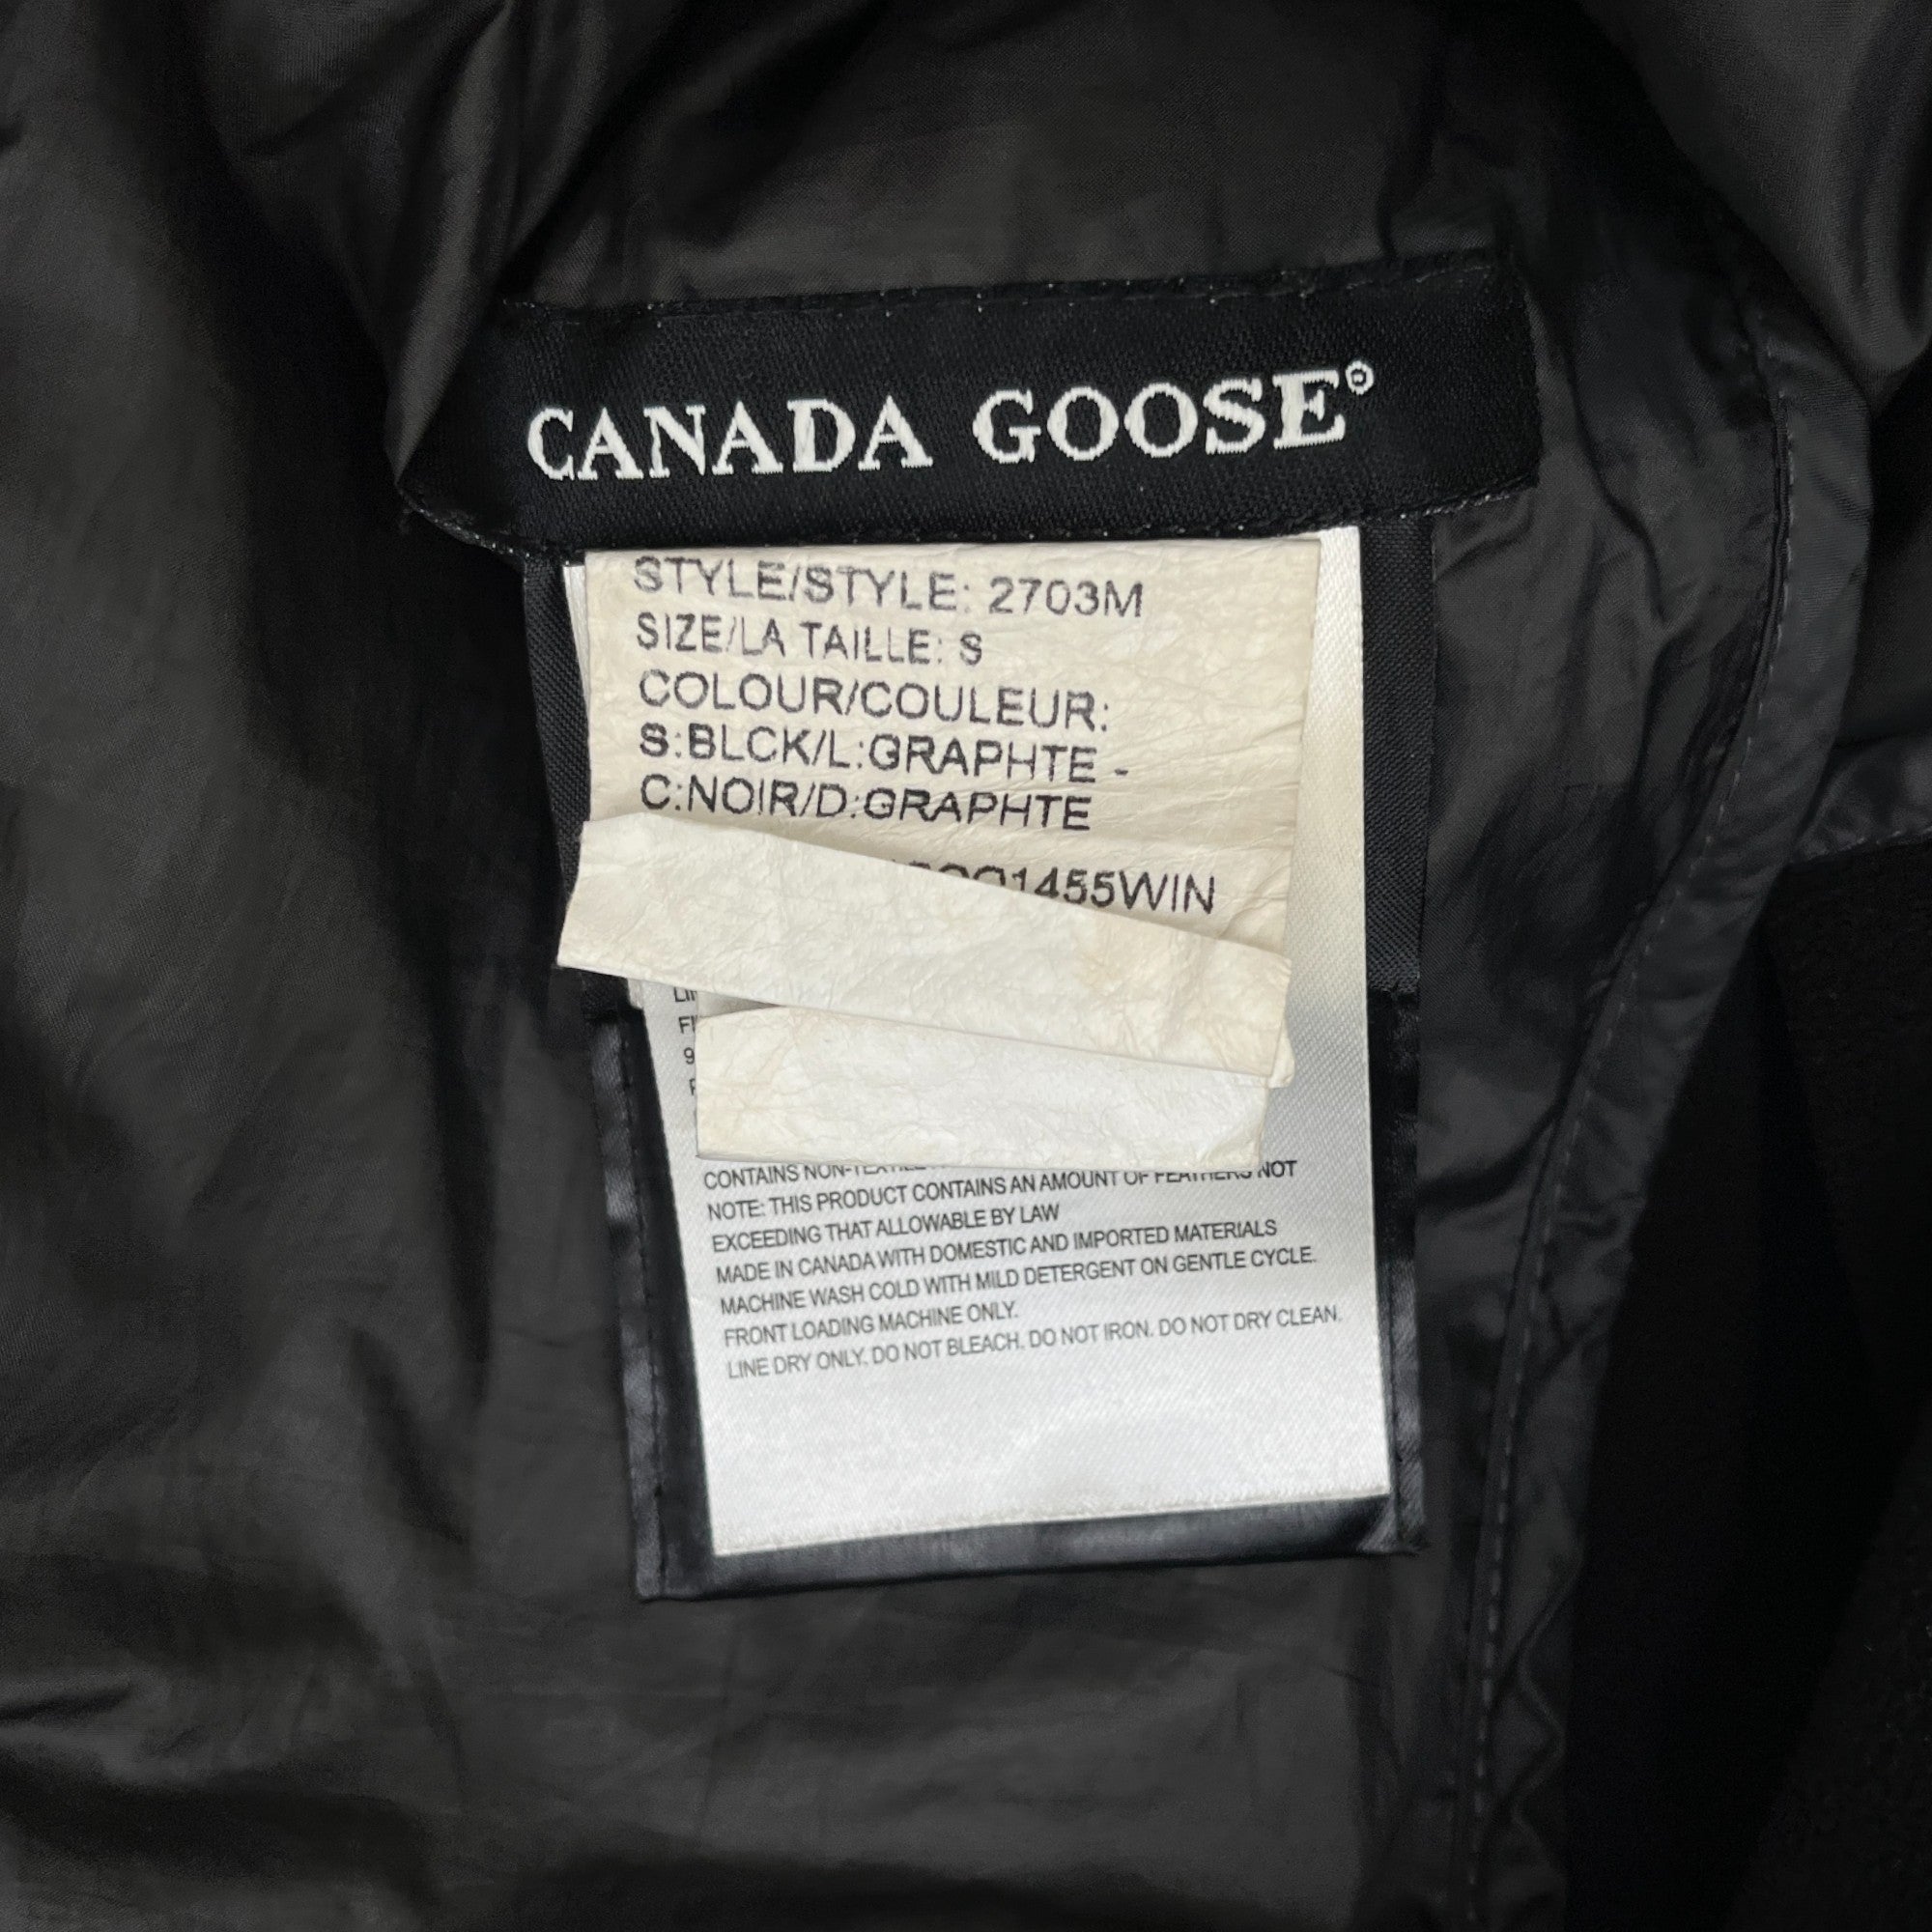 CANADA GOOSE®
STYLE/STYLE: 2703M
SIZE/LA TAILLE: S
COLOUR/COULEUR:
S:BLCK/L:GRAPHTE -
C:NOIR/D:GRAPHTE
1455WIN
CONTAINS
NOTE: THIS PRODUCT CONTAINS AN AMOUNT OF FEATHERS NOT
EXCEEDING THAT ALLOWABLE BY LAW
MADE IN CANADA WITH DOMESTIC AND IMPORTED MATERIALS
MACHINE WASH COLD WITH MILD DETERGENT ON GENTLE CYCLE.
FRONT LOADING MACHINE ONLY.
LINE DRY ONLY. DO NOT BLEACH. DO NOT IRON. DO NOT DRY CLEAN.